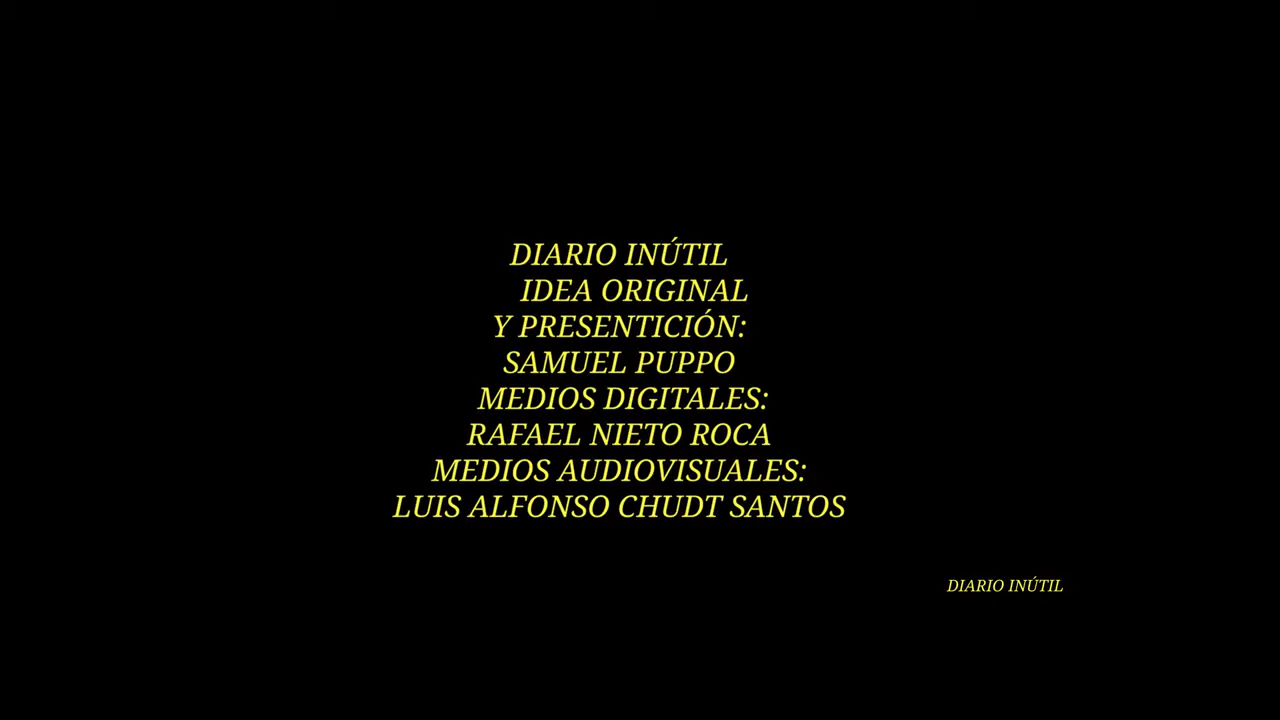 DIARIO INÚTIL
IDEA ORIGINAL
Y PRESENTICIÓN:
SAMUEL PUPPO
MEDIOS DIGITALES:
RAFAEL NIETO ROCA
MEDIOS AUDIOVISUALES:
LUIS ALFONSO CHUDT SANTOS
DIARIO INÚTIL